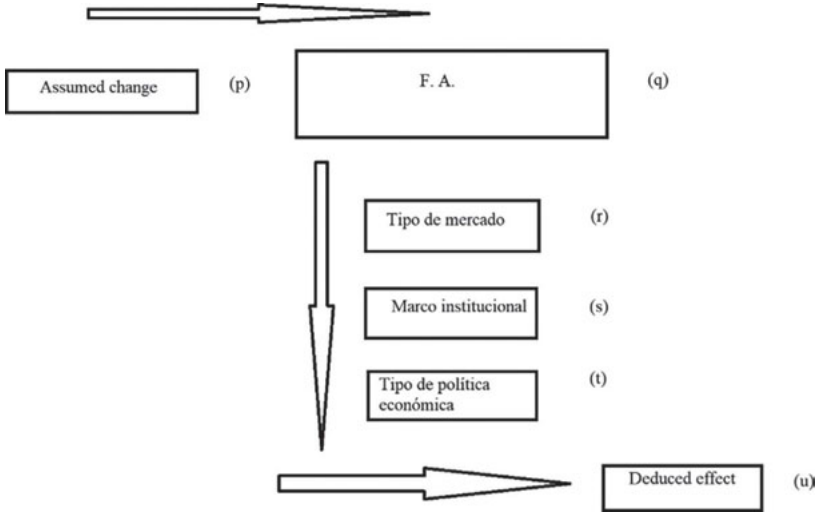 Assumed change (p) F. A. (q)
Tipo de mercado (r)
Marco institucional (s)
Tipo de política (t)
económica
Deduced effect (u)